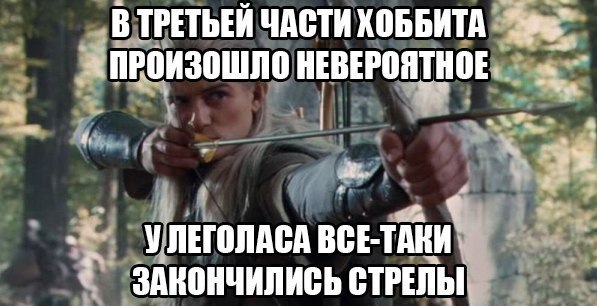 В ТРЕТЬЕЙ ЧАСТИ ХОББИТА
ПРОИЗОШЛО НЕВЕРОЯТНОЕ
У ЛЕГОЛАСА ВСЕ-ТАКИ
ЗАКОНЧИЛИСЬ СТРЕЛЫ